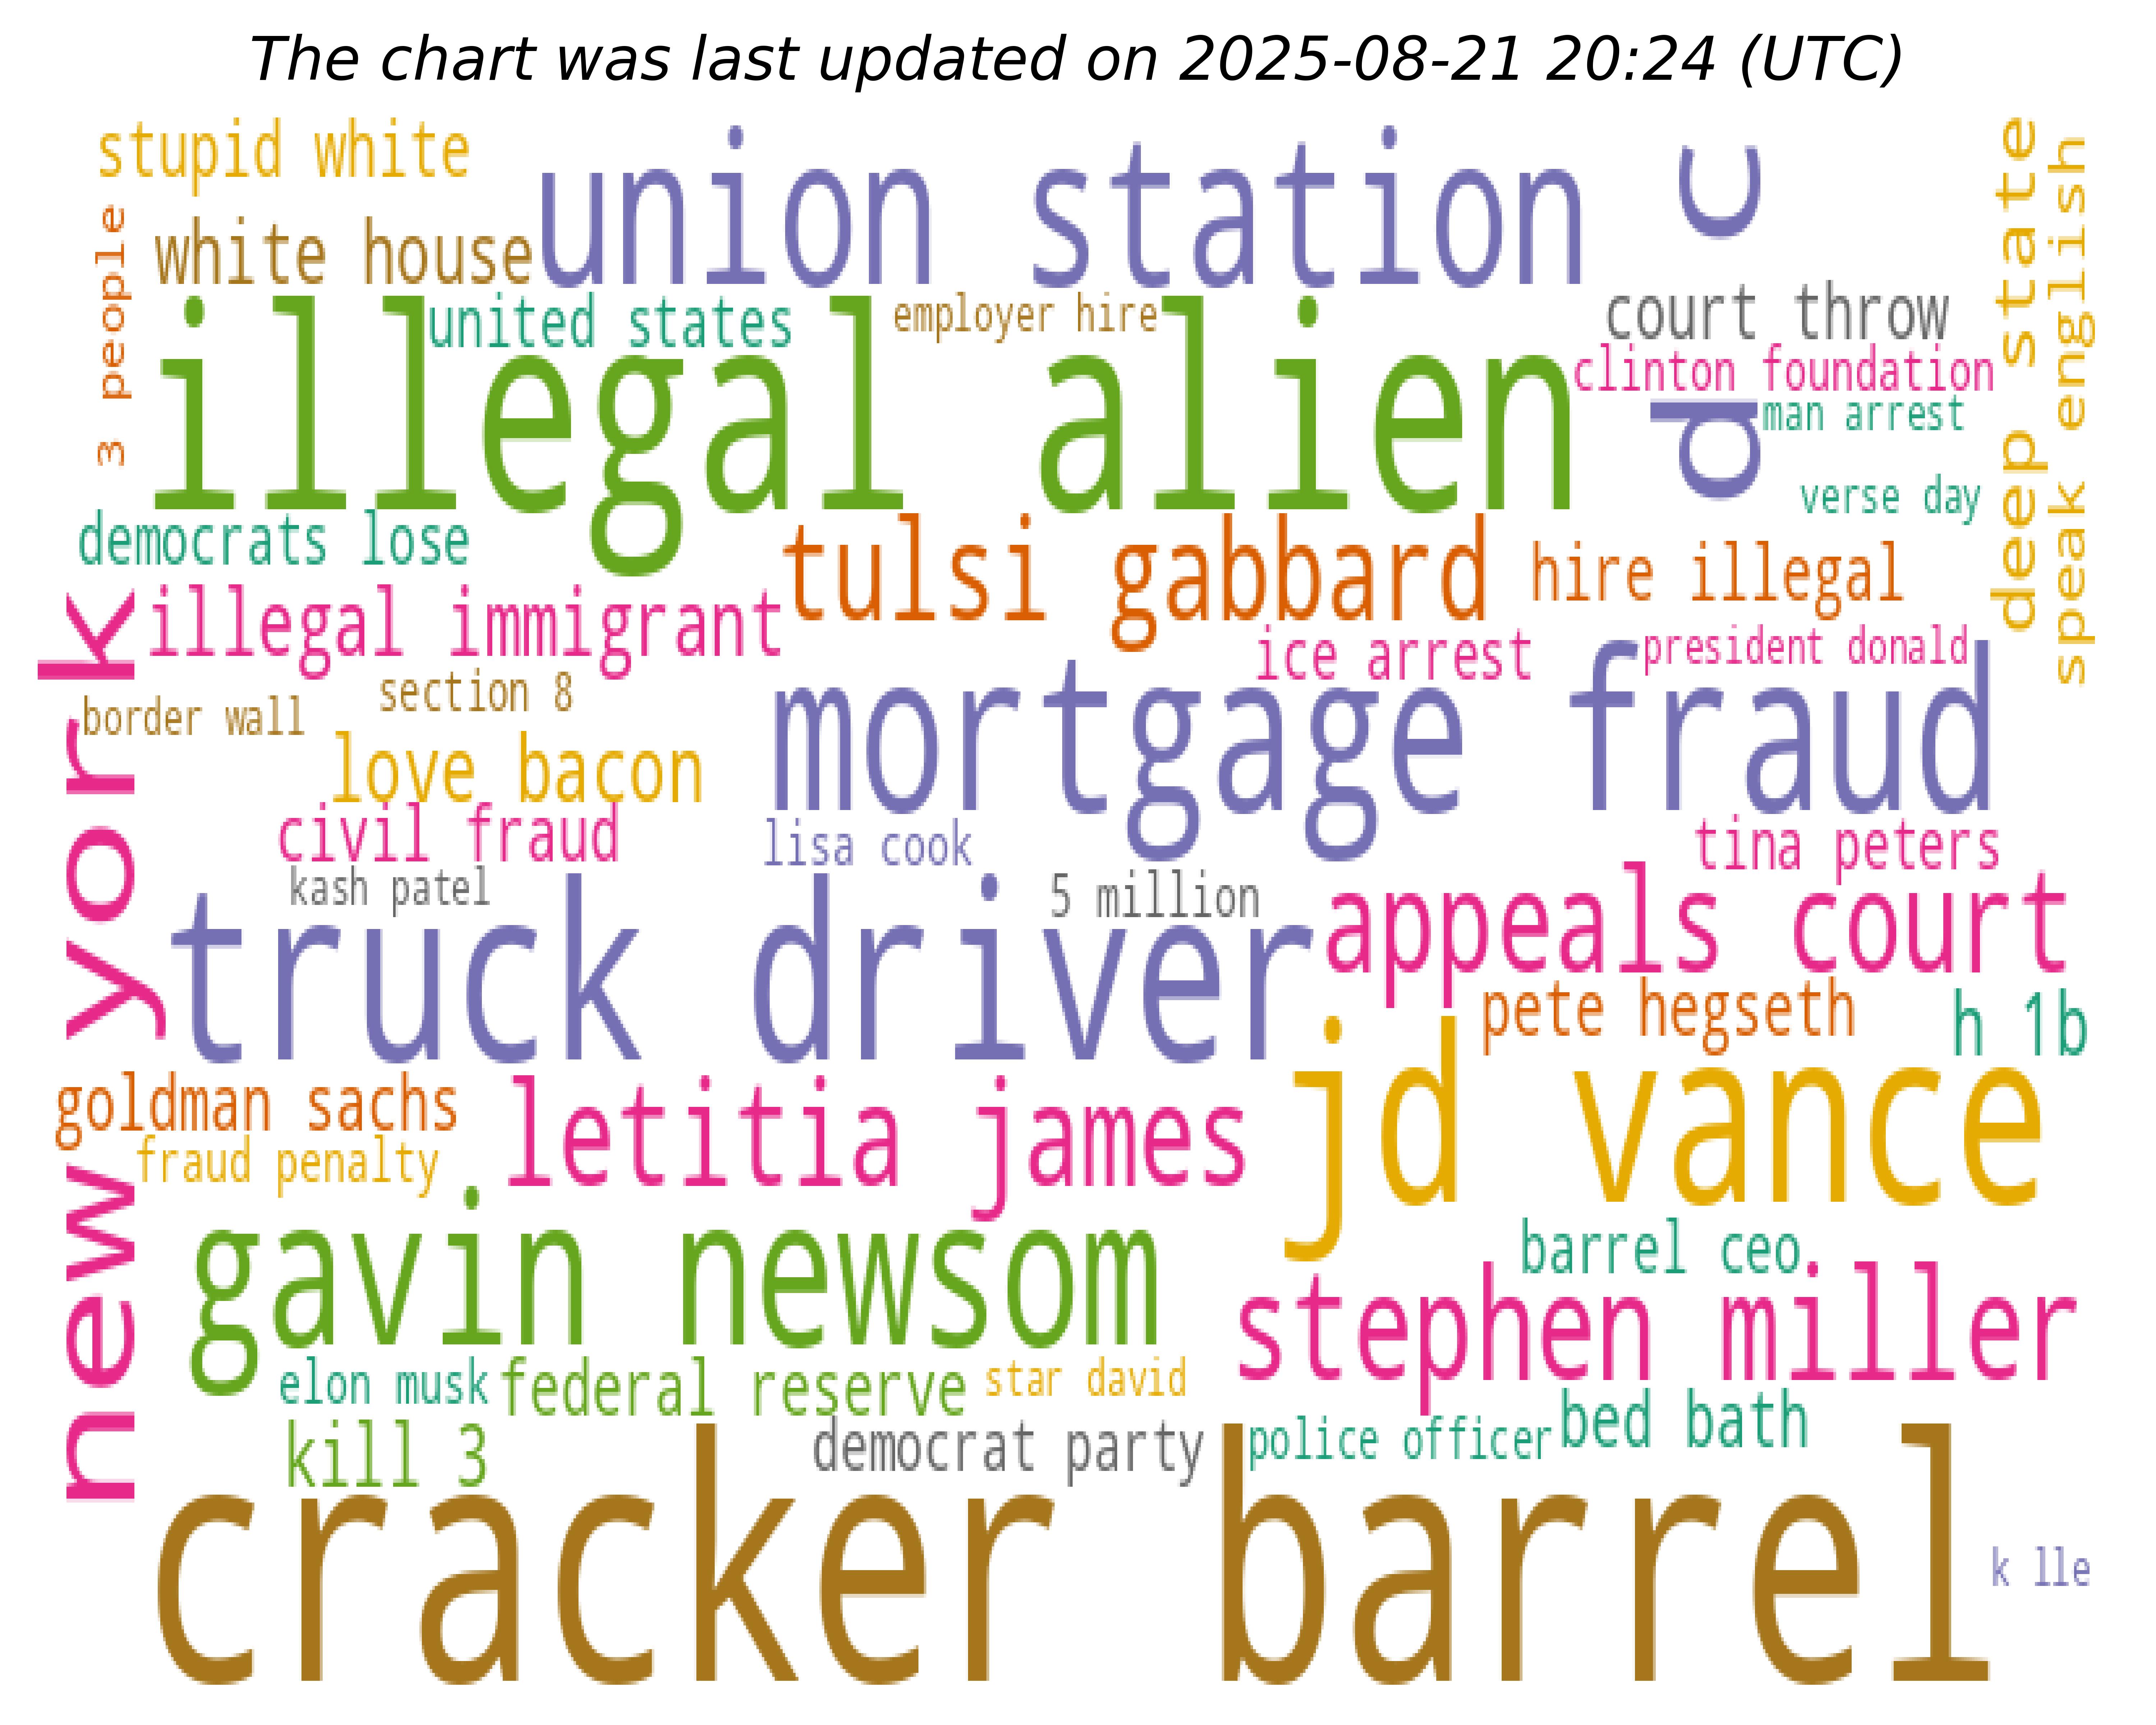 The chart was last updated on 2025-08-21 20:24 (UTC)
stupid white
union station
d c
deep state
speak english
3 people
white house
united states
employer hire
court throw
illegal alien
clinton foundation
man arrest
verse day
democrats lose
tulsi gabbard
hire illegal
new york
illegal immigrant
ice arrest
president donald
section 8
border wall
mortgage fraud
love bacon
civil fraud
lisa cook
tina peters
kash patel
5 million
truck driver
appeals court
pete hegseth
h 1b
goldman sachs
letitia james
jd vance
fraud penalty
gavin newsom
barrel ceo
stephen miller
elon musk
federal reserve
star david
kill 3
democrat party
police officer
bed bath
cracker barrel
k lle